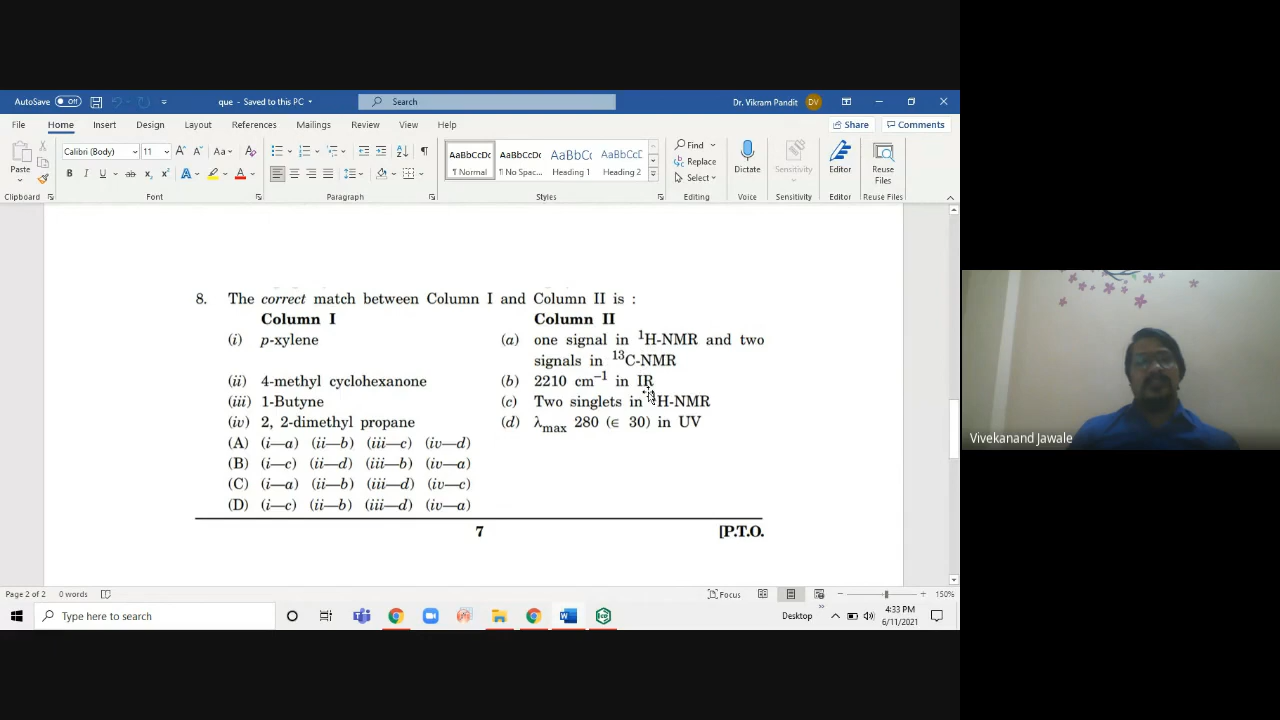 AutoSave Off que - Saved to this PC Search Dr. Vikram Pandit DV
File Home Insert Design Layout References Mailings Review View Help Share Comments
Calibri (Body) 11 A A Aa AaBbCcDc AaBbCcDc AaBbCc AaBbCcD Find
Paste B I U ab x₂ x² A A ¶ Normal ¶ No Spac... Heading 1 Heading 2 Replace Select Dictate Sensitivity Editor Reuse Files
Clipboard Font Paragraph Styles Editing Voice Sensitivity Editor Reuse Files
8. The correct match between Column I and Column II is :
Column I Column II
(i) p-xylene (a) one signal in ¹H-NMR and two
signals in ¹³C-NMR
(ii) 4-methyl cyclohexanone (b) 2210 cm⁻¹ in IR
(iii) 1-Butyne (c) Two singlets in H-NMR
(iv) 2, 2-dimethyl propane (d) λmax 280 (∈ 30) in UV
(A) (i—a) (ii—b) (iii—c) (iv—d)
(B) (i—c) (ii—d) (iii—b) (iv—a)
(C) (i—a) (ii—b) (iii—d) (iv—c)
(D) (i—c) (ii—b) (iii—d) (iv—a)
7 [P.T.O.
Vivekanand Jawale
Page 2 of 2 0 words Focus 150%
Type here to search Desktop 4:33 PM
6/11/2021